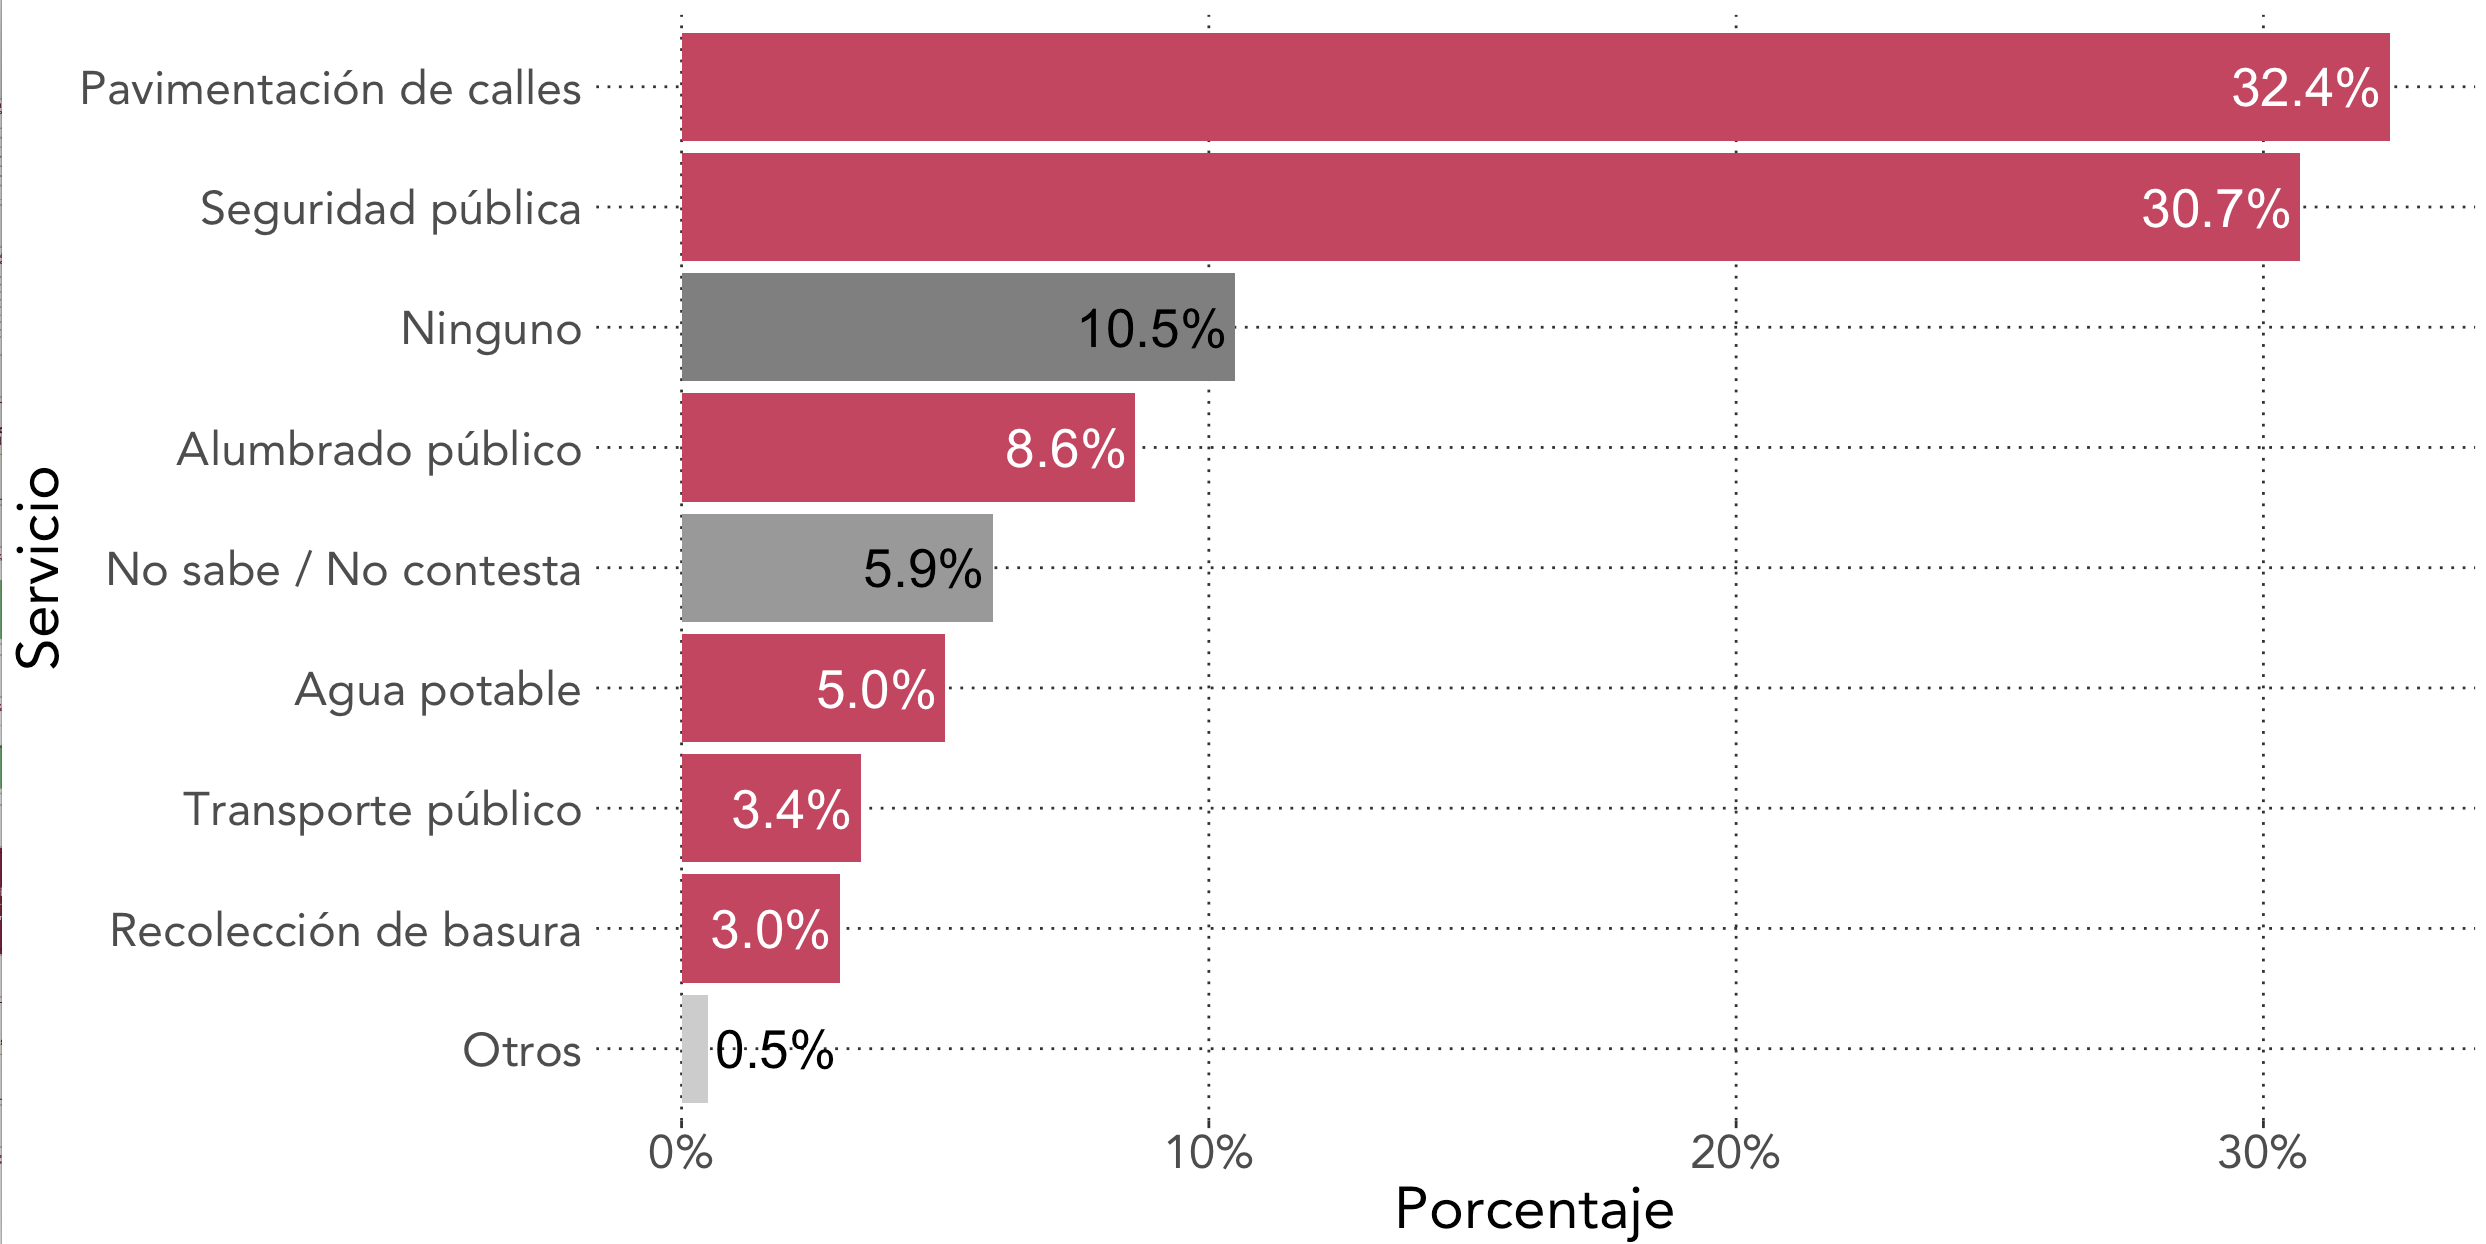 Pavimentación de calles 32.4%
Seguridad pública 30.7%
Ninguno 10.5%
Alumbrado público 8.6%
No sabe / No contesta 5.9%
Agua potable 5.0%
Transporte público 3.4%
Recolección de basura 3.0%
Otros 0.5%
Servicio
0% 10% 20% 30%
Porcentaje